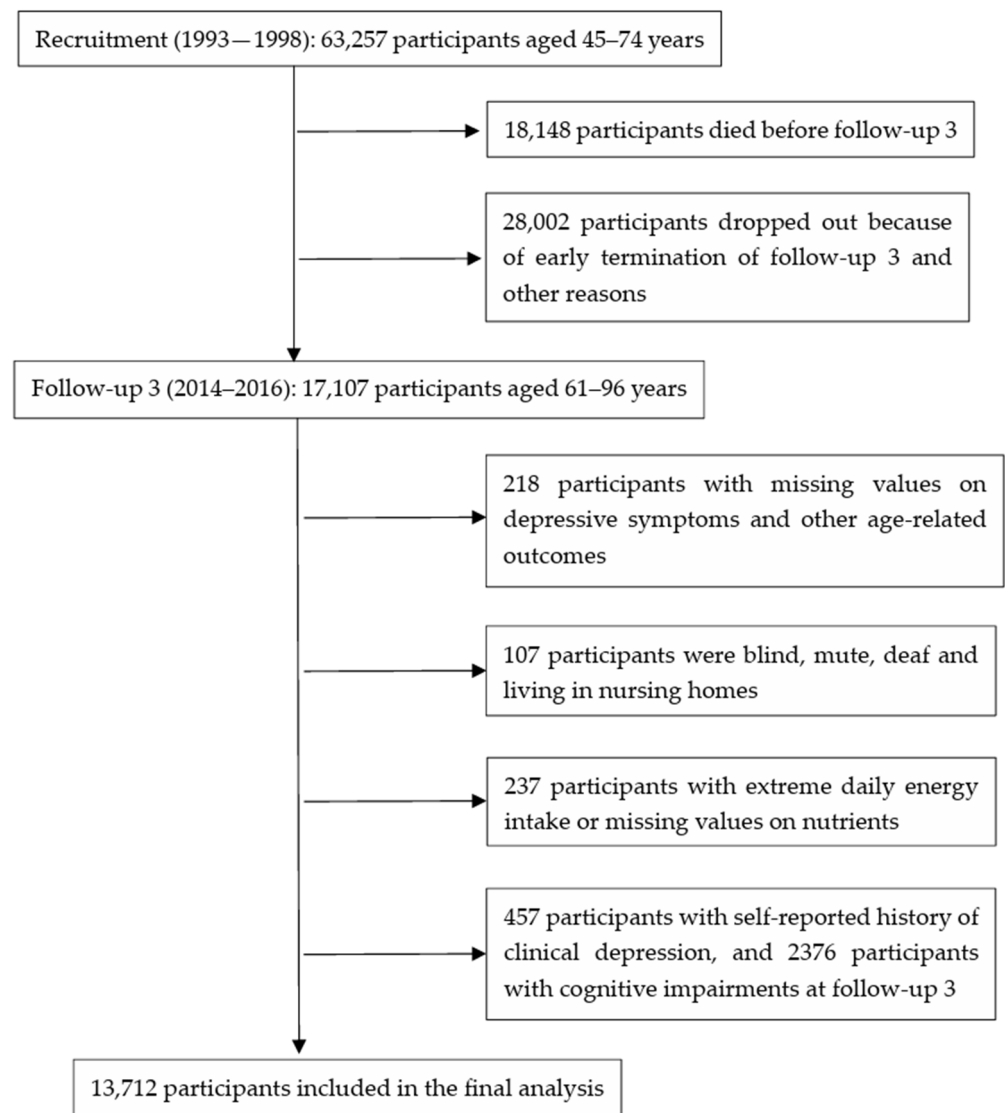 Recruitment (1993—1998): 63,257 participants aged 45–74 years
18,148 participants died before follow-up 3
28,002 participants dropped out because
of early termination of follow-up 3 and
other reasons
Follow-up 3 (2014–2016): 17,107 participants aged 61–96 years
218 participants with missing values on
depressive symptoms and other age-related
outcomes
107 participants were blind, mute, deaf and
living in nursing homes
237 participants with extreme daily energy
intake or missing values on nutrients
457 participants with self-reported history of
clinical depression, and 2376 participants
with cognitive impairments at follow-up 3
13,712 participants included in the final analysis